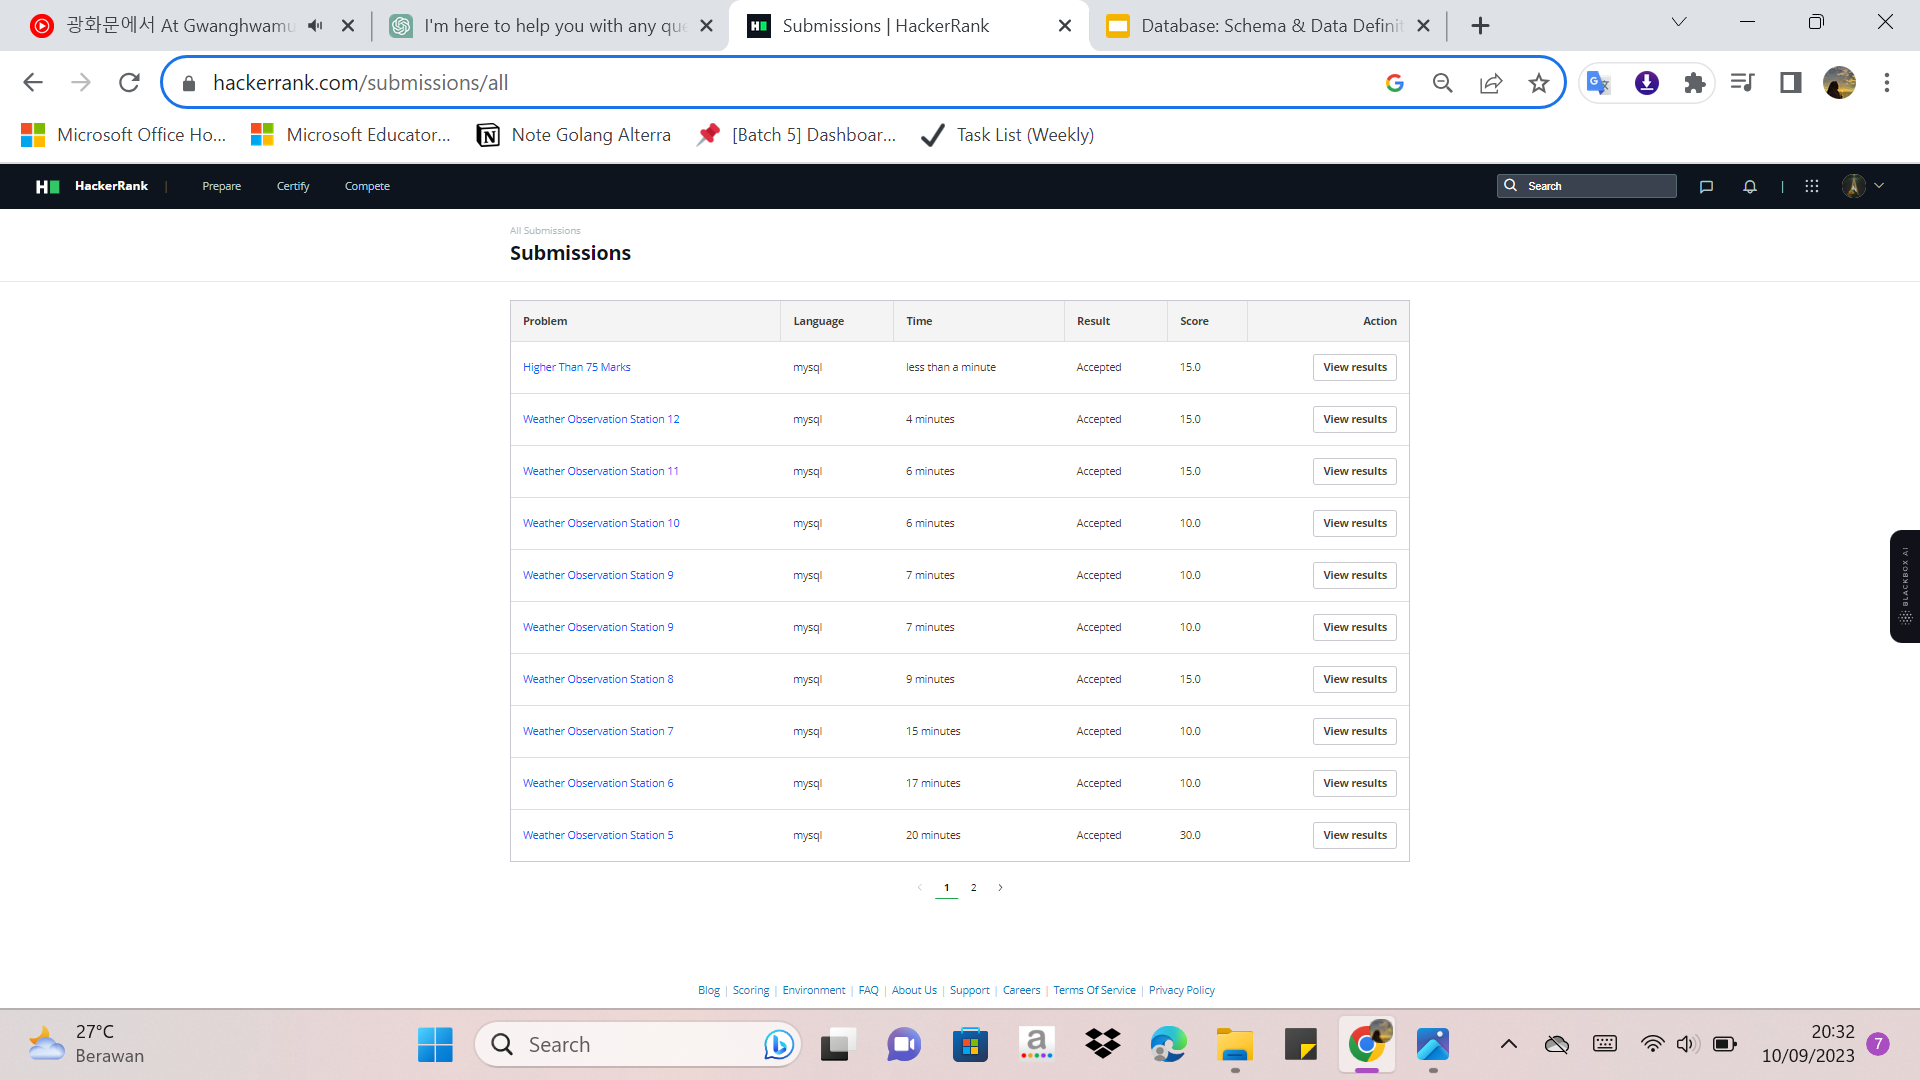 광화문에서 At Gwanghwamu
I'm here to help you with any que
Submissions | HackerRank
Database: Schema & Data Definit
hackerrank.com/submissions/all
Microsoft Office Ho...
Microsoft Educator...
Note Golang Alterra
[Batch 5] Dashboar...
Task List (Weekly)
HackerRank | Prepare Certify Compete Search
All Submissions
Submissions
Problem Language Time Result Score Action
Higher Than 75 Marks mysql less than a minute Accepted 15.0 View results
Weather Observation Station 12 mysql 4 minutes Accepted 15.0 View results
Weather Observation Station 11 mysql 6 minutes Accepted 15.0 View results
Weather Observation Station 10 mysql 6 minutes Accepted 10.0 View results
Weather Observation Station 9 mysql 7 minutes Accepted 10.0 View results
Weather Observation Station 9 mysql 7 minutes Accepted 10.0 View results
Weather Observation Station 8 mysql 9 minutes Accepted 15.0 View results
Weather Observation Station 7 mysql 15 minutes Accepted 10.0 View results
Weather Observation Station 6 mysql 17 minutes Accepted 10.0 View results
Weather Observation Station 5 mysql 20 minutes Accepted 30.0 View results
1 2
BLACKBOX AI
Blog | Scoring | Environment | FAQ | About Us | Support | Careers | Terms Of Service | Privacy Policy
27°C
Berawan
Search
20:32
10/09/2023
7